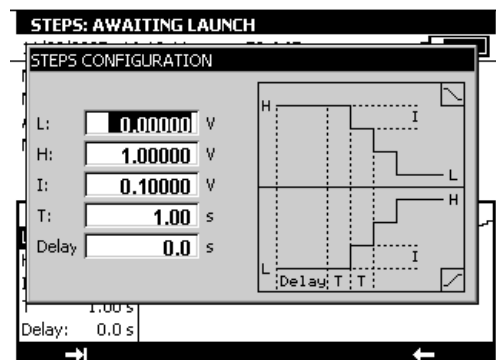 STEPS: AWAITING LAUNCH
STEPS CONFIGURATION
L: 0.00000 V
H: 1.00000 V
I: 0.10000 V
T: 1.00 s
Delay 0.0 s
H
I
L
H
I
L
Delay T T
1.00 s
Delay: 0.0 s